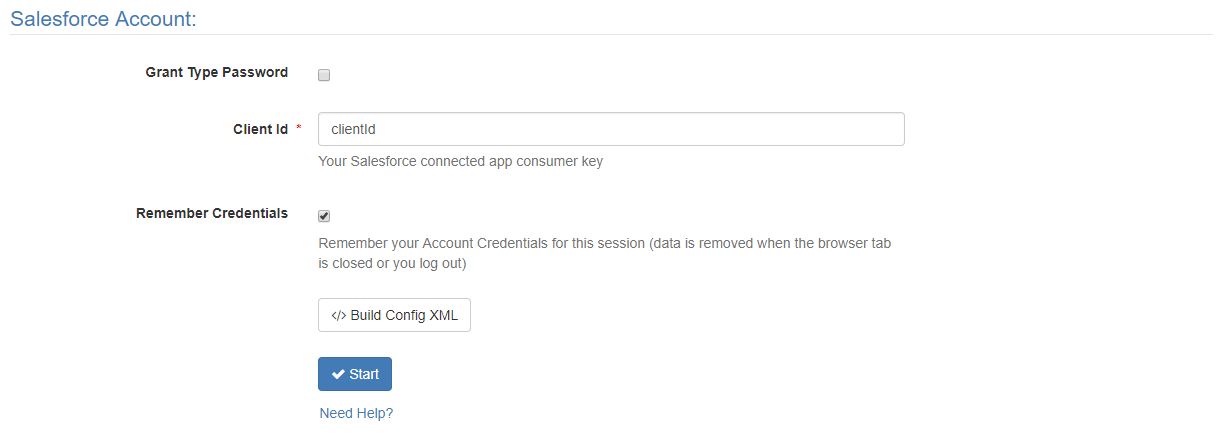 Salesforce Account:
Grant Type Password
Client Id *
clientId
Your Salesforce connected app consumer key
Remember Credentials
Remember your Account Credentials for this session (data is removed when the browser tab
is closed or you log out)
</> Build Config XML
Start
Need Help?